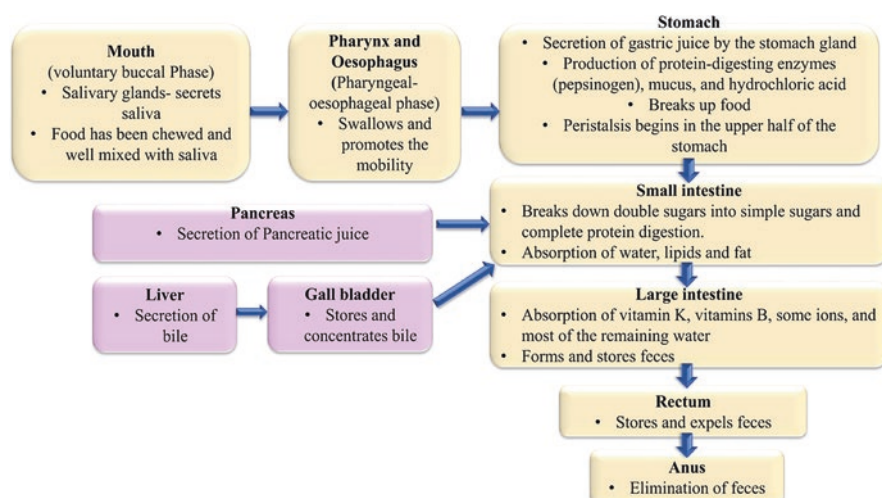 Mouth
(voluntary buccal Phase)
• Salivary glands- secrets
saliva
• Food has been chewed and
well mixed with saliva
Pharynx and
Oesophagus
(Pharyngeal-
oesophageal phase)
• Swallows and
promotes the
mobility
Stomach
• Secretion of gastric juice by the stomach gland
• Production of protein-digesting enzymes
(pepsinogen), mucus, and hydrochloric acid
• Breaks up food
• Peristalsis begins in the upper half of the
stomach
Pancreas
• Secretion of Pancreatic juice
Small intestine
• Breaks down double sugars into simple sugars and
complete protein digestion.
• Absorption of water, lipids and fat
Liver
• Secretion of
bile
Gall bladder
• Stores and
concentrates bile
Large intestine
• Absorption of vitamin K, vitamins B, some ions, and
most of the remaining water
• Forms and stores feces
Rectum
• Stores and expels feces
Anus
• Elimination of feces